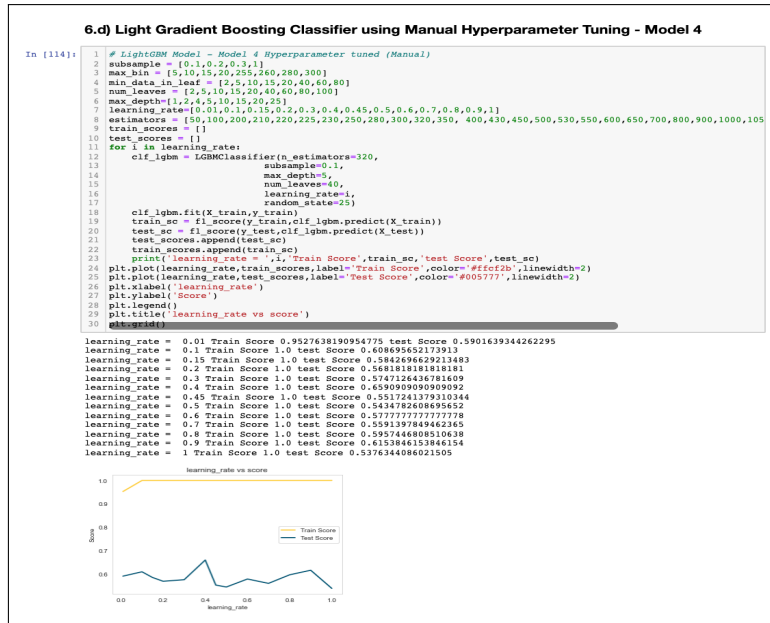 6.d) Light Gradient Boosting Classifier using Manual Hyperparameter Tuning - Model 4
In [114]:
1 # LightGBM Model - Model 4 Hyperparameter tuned (Manual)
2 subsample = [0.1,0.2,0.3,1]
3 max_bin = [5,10,15,20,255,260,280,300]
4 min_data_in_leaf = [2,5,10,15,20,40,60,80]
5 num_leaves = [2,5,10,15,20,40,60,80,100]
6 max_depth=[1,2,4,5,10,15,20,25]
7 learning_rate=[0.01,0.1,0.15,0.2,0.3,0.4,0.45,0.5,0.6,0.7,0.8,0.9,1]
8 estimators = [50,100,200,210,220,225,230,250,280,300,320,350, 400,430,450,500,530,550,600,650,700,800,900,1000,105
9 train_scores = []
10 test_scores = []
11 for i in learning_rate:
12 clf_lgbm = LGBMClassifier(n_estimators=320,
13 subsample=0.1,
14 max_depth=5,
15 num_leaves=40,
16 learning_rate=i,
17 random_state=25)
18 clf_lgbm.fit(X_train,y_train)
19 train_sc = f1_score(y_train,clf_lgbm.predict(X_train))
20 test_sc = f1_score(y_test,clf_lgbm.predict(X_test))
21 test_scores.append(test_sc)
22 train_scores.append(train_sc)
23 print('learning_rate = ',i,'Train Score',train_sc,'test Score',test_sc)
24 plt.plot(learning_rate,train_scores,label='Train Score',color='#ffcf2b',linewidth=2)
25 plt.plot(learning_rate,test_scores,label='Test Score',color='#005777',linewidth=2)
26 plt.xlabel('learning_rate')
27 plt.ylabel('Score')
28 plt.legend()
29 plt.title('learning_rate vs score')
30 plt.grid()
learning_rate =  0.01 Train Score 0.9527638190954775 test Score 0.5901639344262295
learning_rate =  0.1 Train Score 1.0 test Score 0.608695652173913
learning_rate =  0.15 Train Score 1.0 test Score 0.5842696629213483
learning_rate =  0.2 Train Score 1.0 test Score 0.5681818181818181
learning_rate =  0.3 Train Score 1.0 test Score 0.5747126436781609
learning_rate =  0.4 Train Score 1.0 test Score 0.6590909090909092
learning_rate =  0.45 Train Score 1.0 test Score 0.5517241379310344
learning_rate =  0.5 Train Score 1.0 test Score 0.5434782608695652
learning_rate =  0.6 Train Score 1.0 test Score 0.5777777777777778
learning_rate =  0.7 Train Score 1.0 test Score 0.5591397849462365
learning_rate =  0.8 Train Score 1.0 test Score 0.5957446808510638
learning_rate =  0.9 Train Score 1.0 test Score 0.6153846153846154
learning_rate =  1 Train Score 1.0 test Score 0.5376344086021505
learning_rate vs score
1.0
0.9
0.8
0.7
0.6
Score
Train Score
Test Score
0.0 0.2 0.4 0.6 0.8 1.0
learning_rate